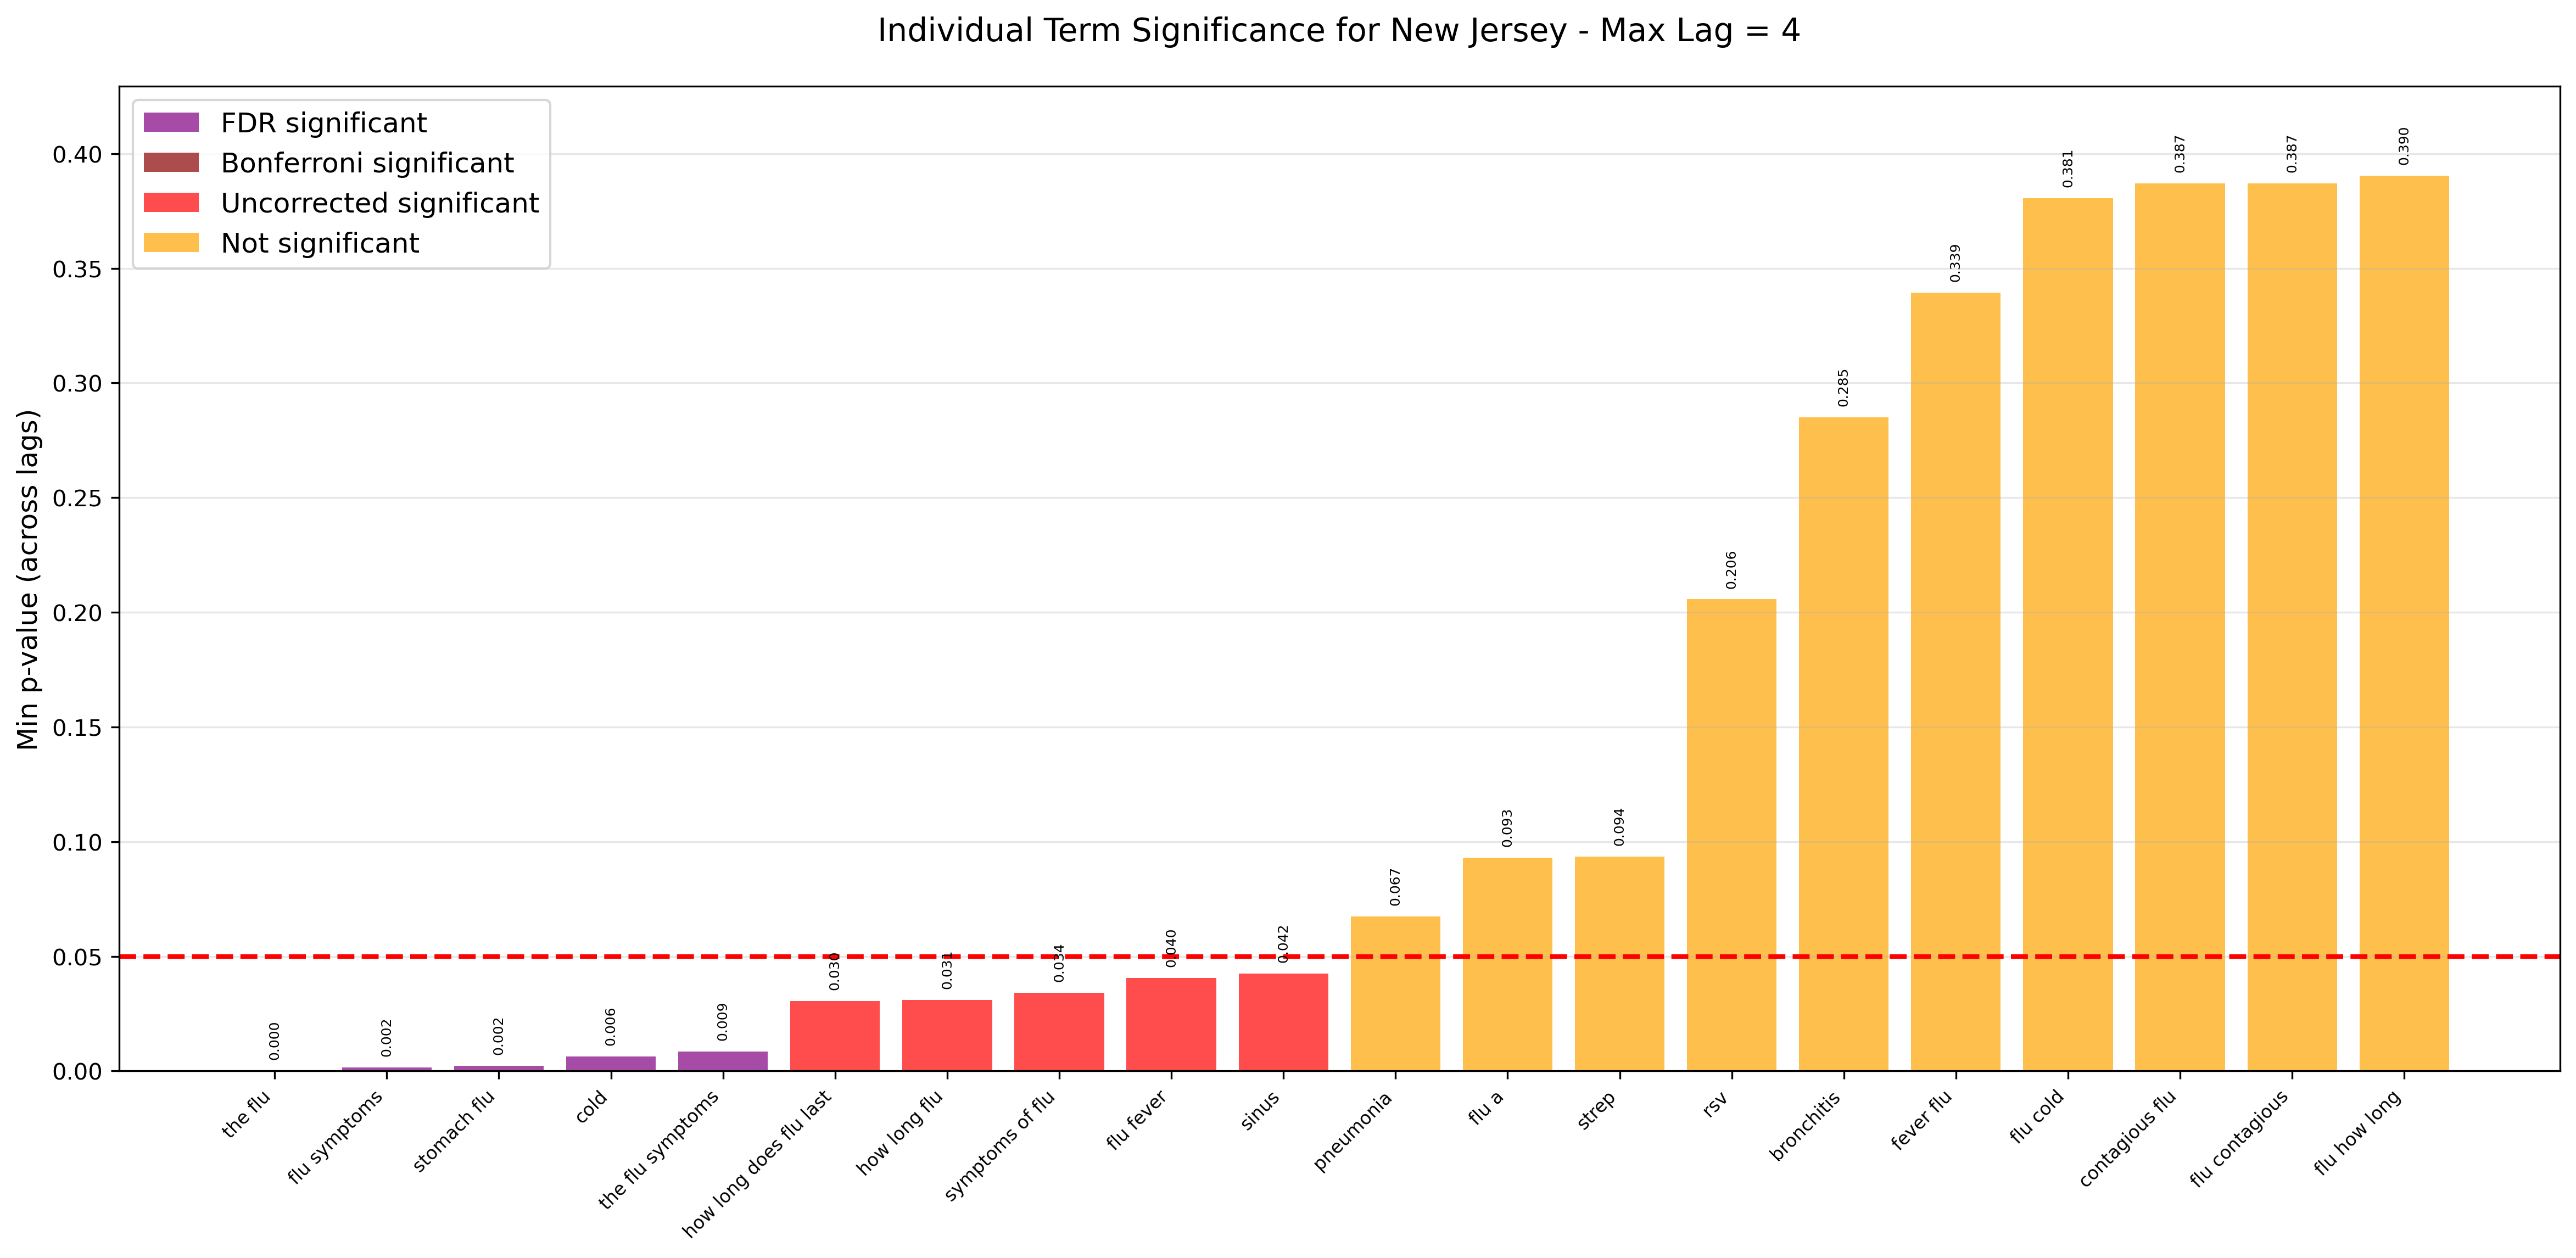 Individual Term Significance for New Jersey - Max Lag = 4
FDR significant
Bonferroni significant
Uncorrected significant
Not significant
Min p-value (across lags)
0.40
0.35
0.30
0.25
0.20
0.15
0.10
0.05
0.00
0.000
0.002
0.002
0.006
0.009
0.030
0.031
0.034
0.040
0.042
0.067
0.093
0.094
0.206
0.285
0.339
0.381
0.387
0.387
0.390
the flu
flu symptoms
stomach flu
cold
the flu symptoms
how long does flu last
how long flu
symptoms of flu
flu fever
sinus
pneumonia
flu a
strep
rsv
bronchitis
fever flu
flu cold
contagious flu
flu contagious
flu how long